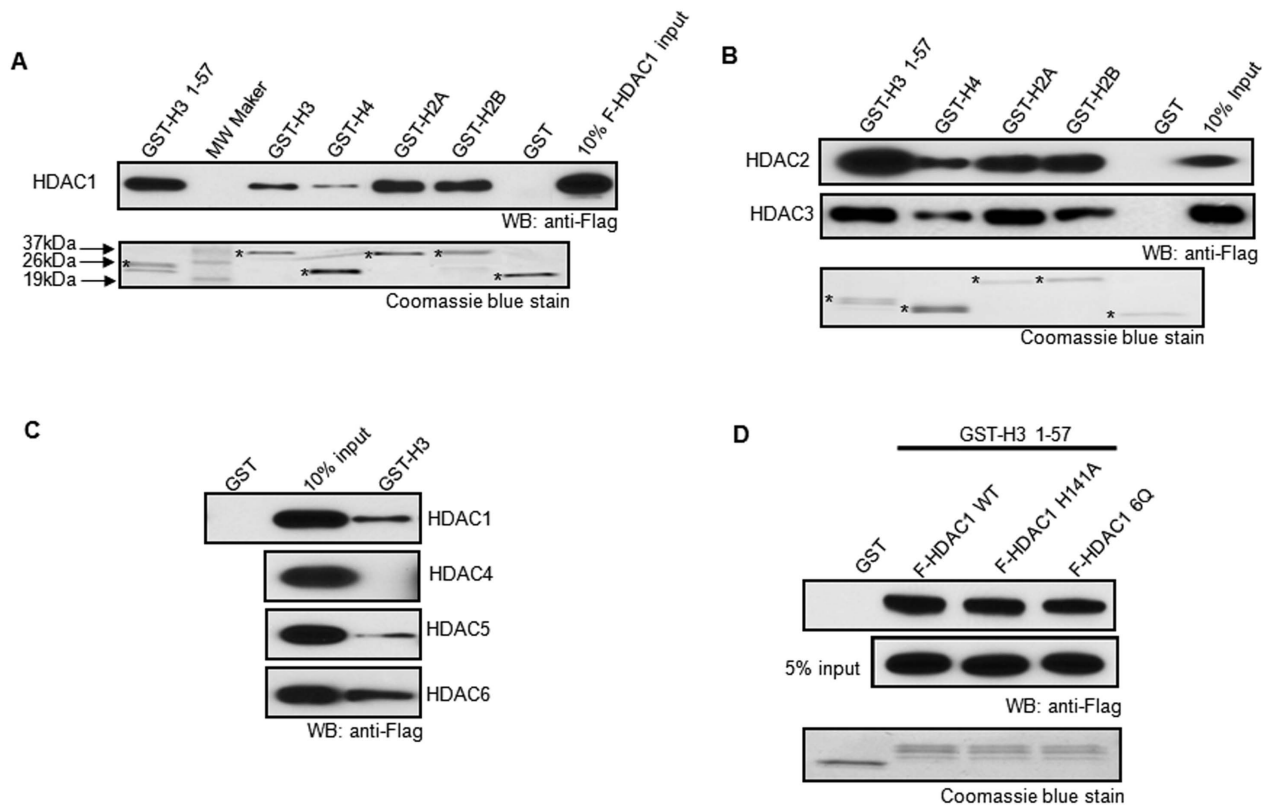 A
GST-H3 1-57
MW Maker
GST-H3
GST-H4
GST-H2A
GST-H2B
GST
10% F-HDAC1 input
HDAC1
WB: anti-Flag
37kDa
26kDa
19kDa
*
*
*
*
*
*
Coomassie blue stain
B
GST-H3 1-57
GST-H4
GST-H2A
GST-H2B
GST
10% Input
HDAC2
HDAC3
WB: anti-Flag
*
*
*
*
*
Coomassie blue stain
C
GST
10% input
GST-H3
HDAC1
HDAC4
HDAC5
HDAC6
WB: anti-Flag
D
GST-H3 1-57
GST
F-HDAC1 WT
F-HDAC1 H141A
F-HDAC1 6Q
5% input
WB: anti-Flag
Coomassie blue stain